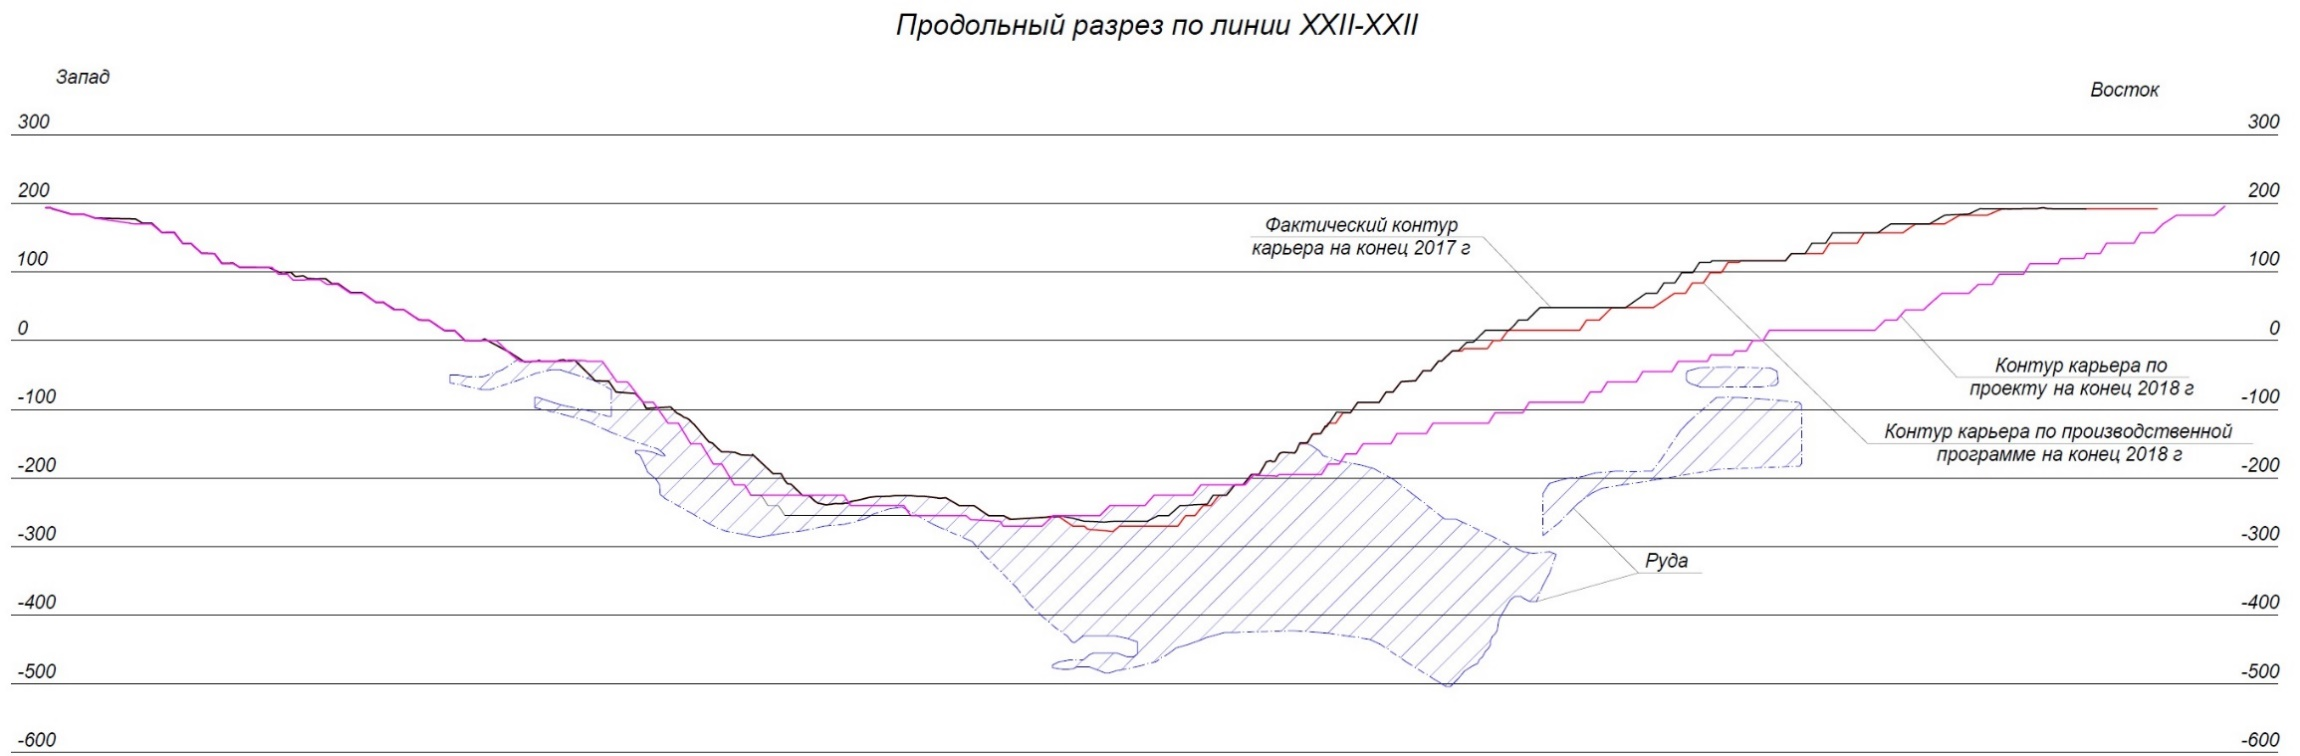 Продольный разрез по линии XXII-XXII
Запад
Восток
300
300
200
200
Фактический контур
карьера на конец 2017 г
100
100
0
0
Контур карьера по
проекту на конец 2018 г
-100
-100
Контур карьера по производственной
программе на конец 2018 г
-200
-200
-300
-300
Руда
-400
-400
-500
-500
-600
-600